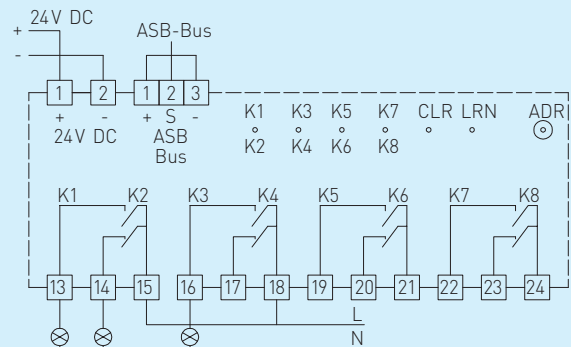 24V DC
+
-
ASB-Bus
1 2 1 2 3
+ - + S -
24V DC ASB
Bus
K1 K3 K5 K7 CLR LRN ADR
K2 K4 K6 K8
K1 K2 K3 K4 K5 K6 K7 K8
13 14 15 16 17 18 19 20 21 22 23 24
L
N